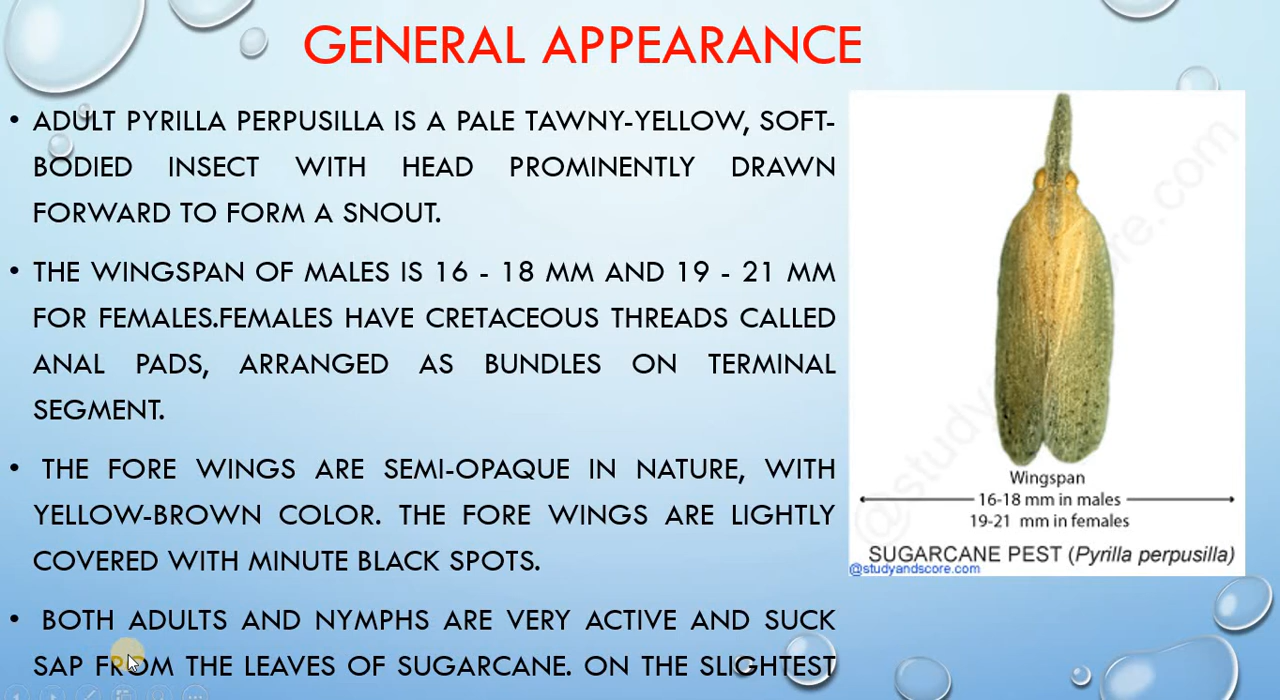 GENERAL APPEARANCE
• ADULT PYRILLA PERPUSILLA IS A PALE TAWNY-YELLOW, SOFT-
BODIED INSECT WITH HEAD PROMINENTLY DRAWN
FORWARD TO FORM A SNOUT.
• THE WINGSPAN OF MALES IS 16 - 18 MM AND 19 - 21 MM
FOR FEMALES.FEMALES HAVE CRETACEOUS THREADS CALLED
ANAL PADS, ARRANGED AS BUNDLES ON TERMINAL
SEGMENT.
• THE FORE WINGS ARE SEMI-OPAQUE IN NATURE, WITH
YELLOW-BROWN COLOR. THE FORE WINGS ARE LIGHTLY
COVERED WITH MINUTE BLACK SPOTS.
• BOTH ADULTS AND NYMPHS ARE VERY ACTIVE AND SUCK
SAP FROM THE LEAVES OF SUGARCANE. ON THE SLIGHTEST
@studyandscore.com
Wingspan
16-18 mm in males
19-21 mm in females
SUGARCANE PEST (Pyrilla perpusilla)
@studyandscore.com